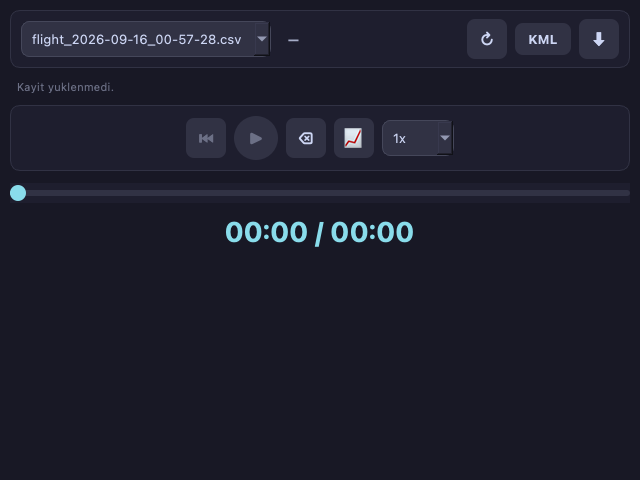 flight_2026-09-16_00-57-28.csv – KML
Kayit yuklenmedi.
1x
00:00 / 00:00